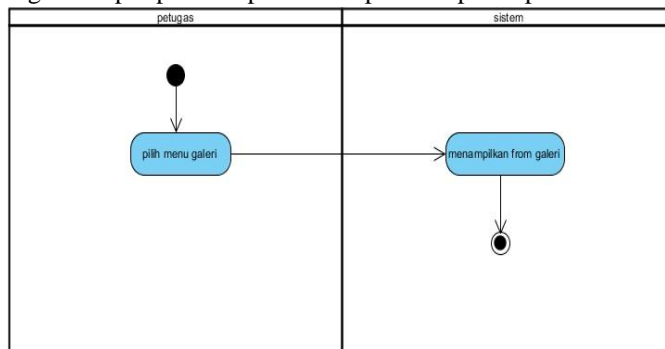 petugas
sistem
pilih menu galeri
menampilkan from galeri